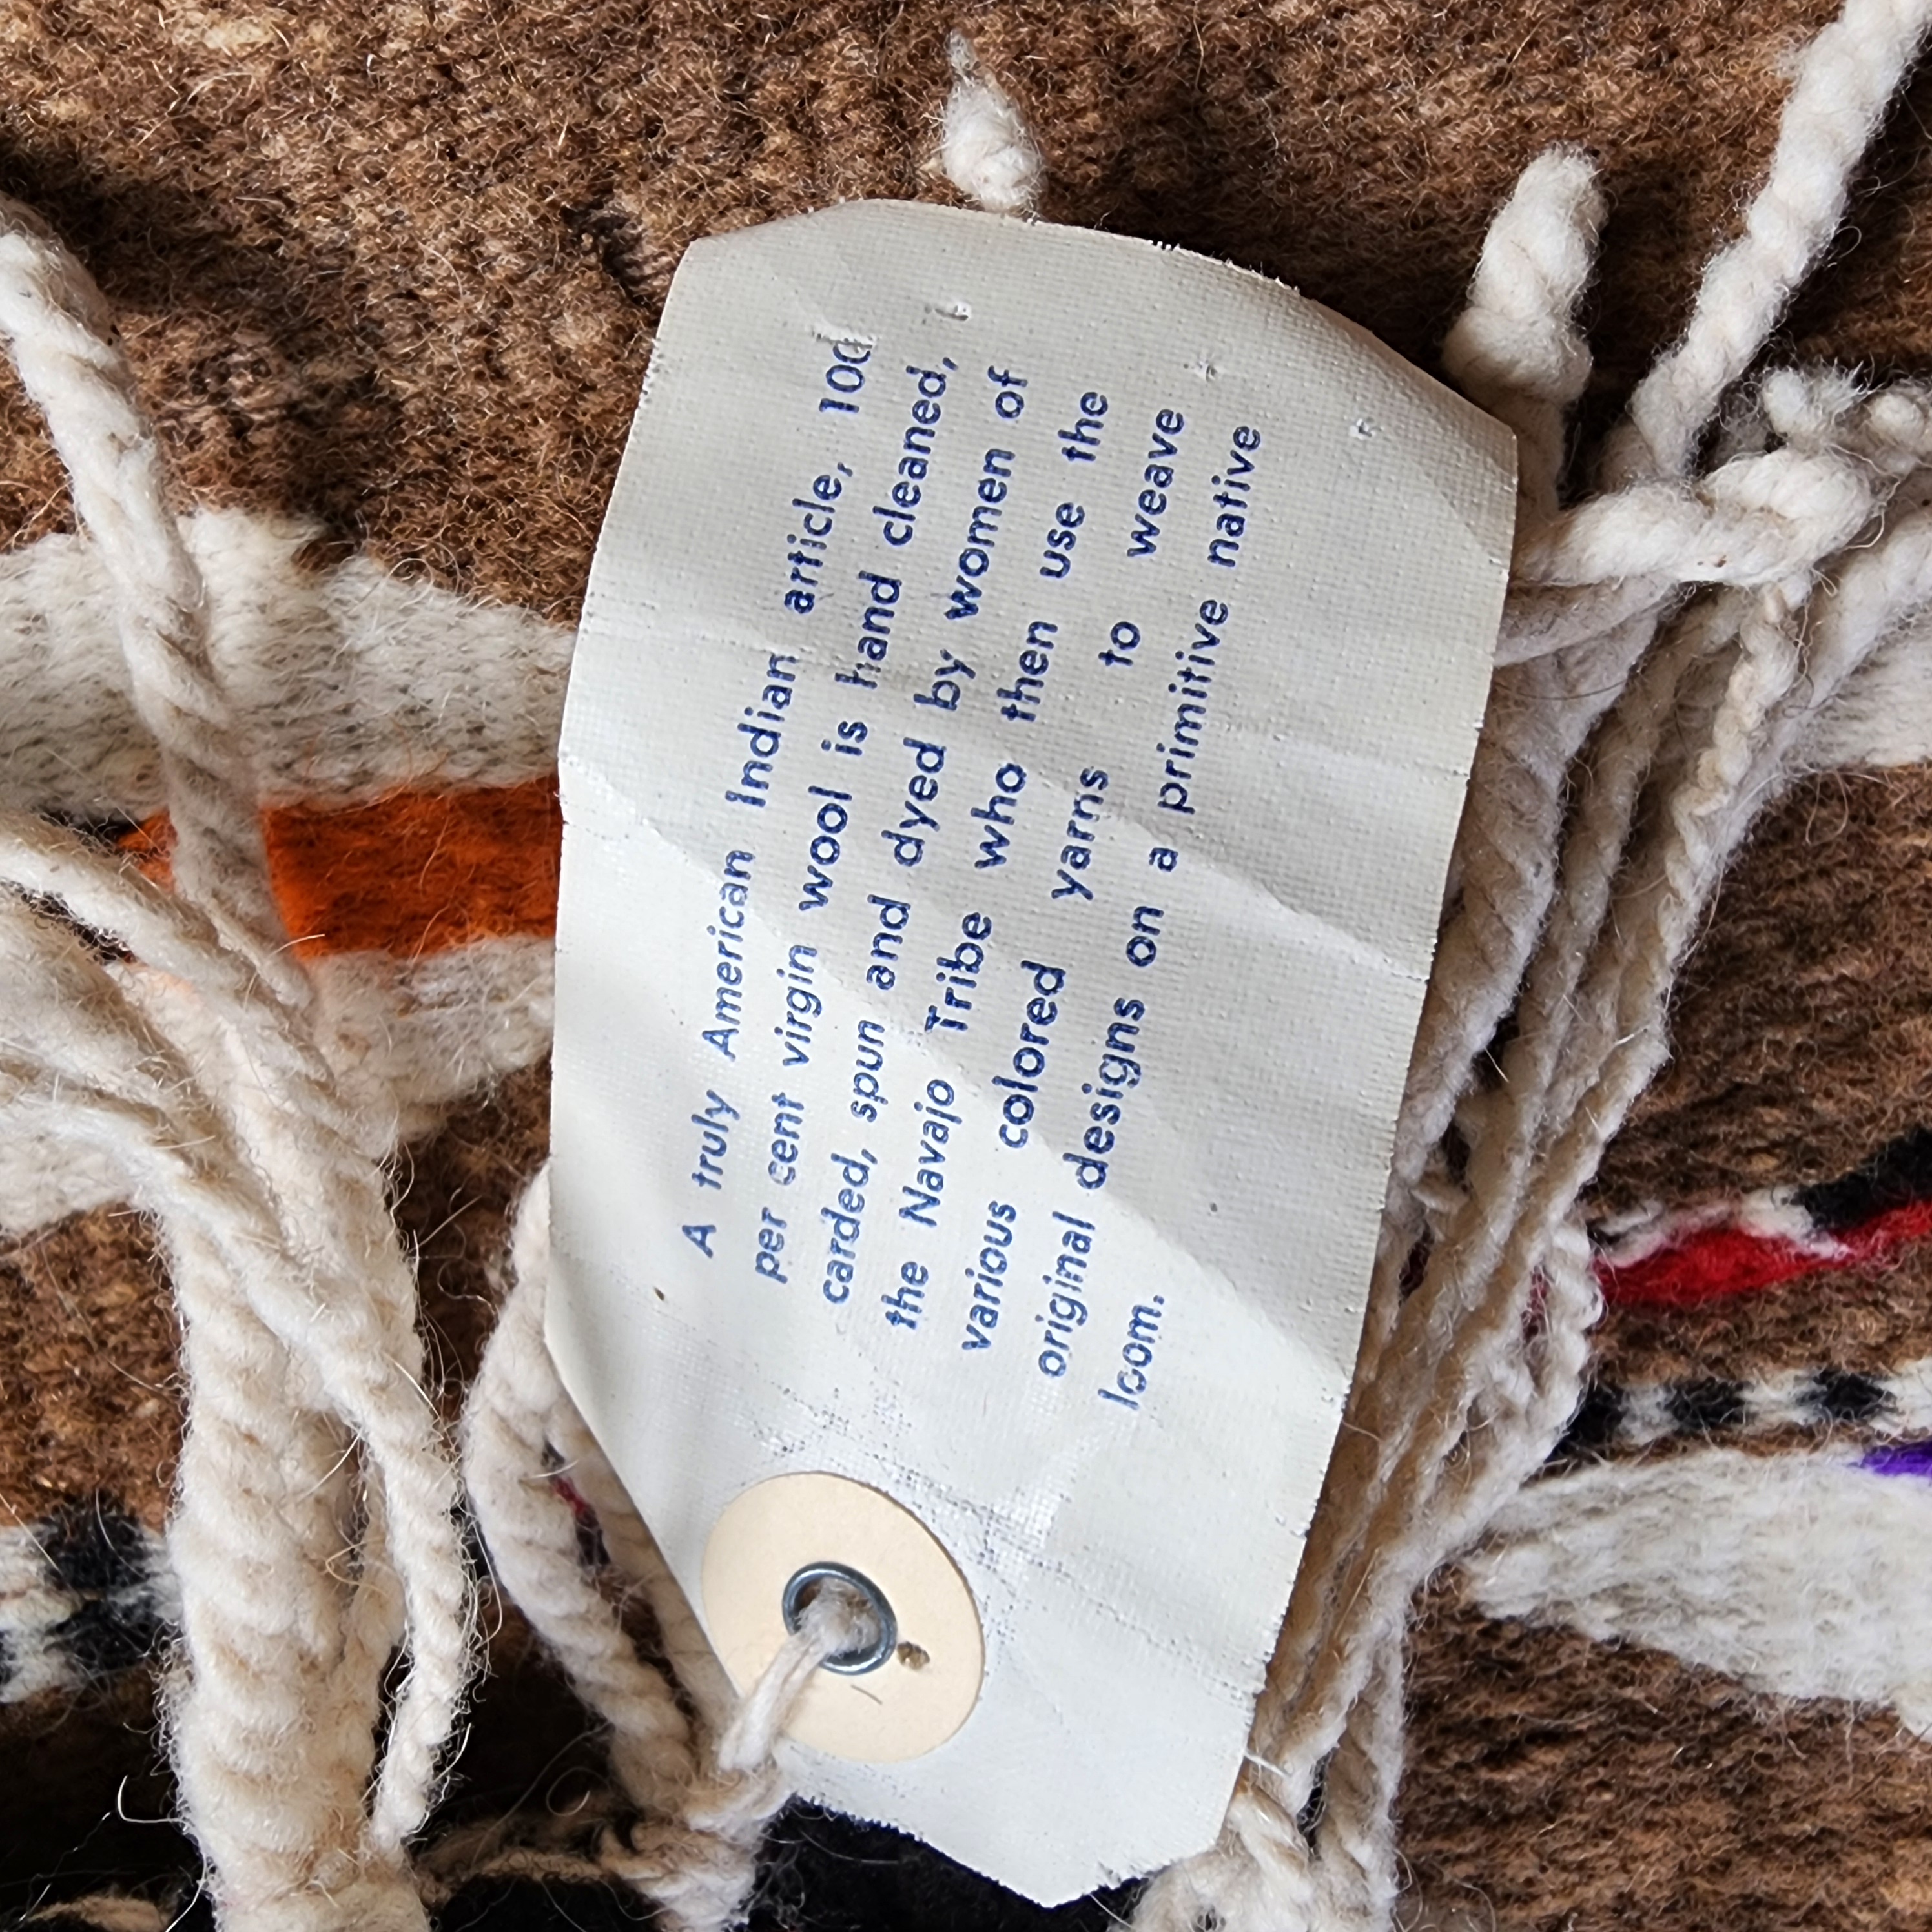 A truly American Indian article, 100
per cent virgin wool is hand cleaned,
carded, spun and dyed by women of
the Navajo Tribe who then use the
various colored yarns to weave
original designs on a primitive native
loom.